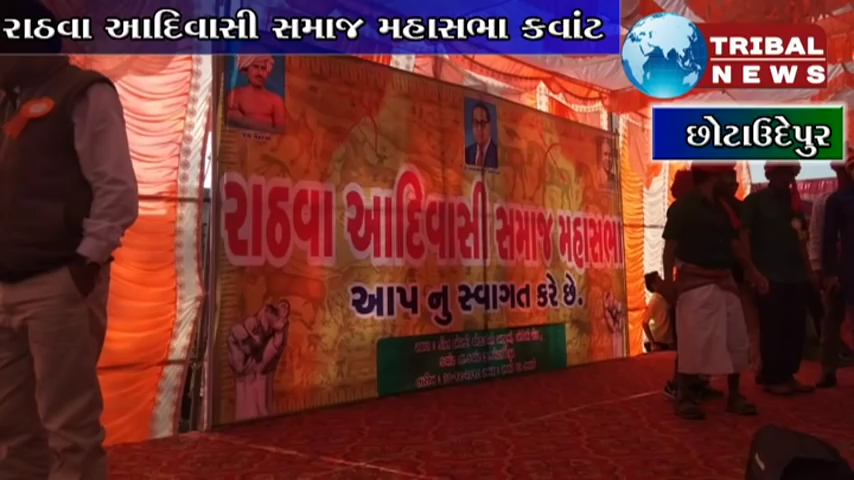 રાઠવા આદિવાસી સમાજ મહાસભા કવાંટ
TRIBAL
NEWS
છોટાઉદેપુર
રાઠવા આદિવાસી સમાજ મહાસભા
આપ નુ સ્વાગત કરે છે.